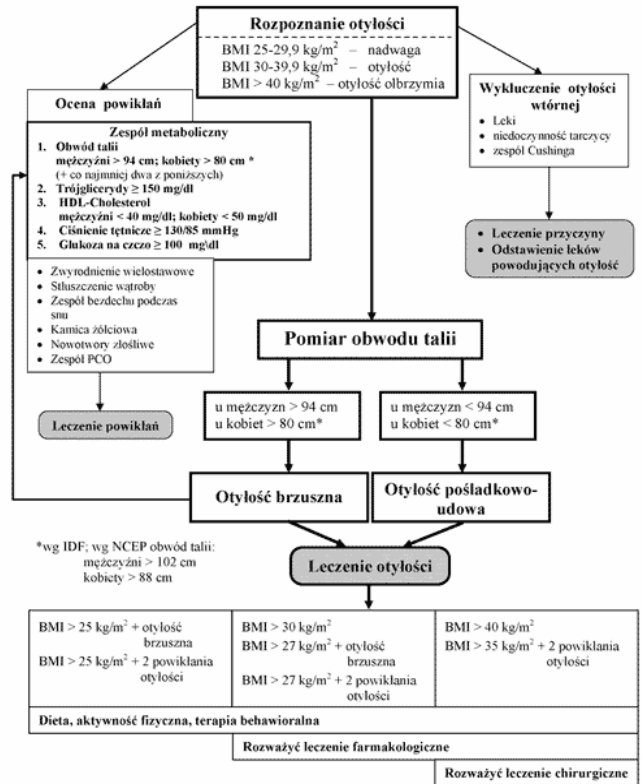 Rozpoznanie otyłości
BMI 25-29,9 kg/m² – nadwaga
BMI 30-39,9 kg/m² – otyłość
BMI > 40 kg/m² – otyłość olbrzymia
Ocena powikłań
Zespół metaboliczny
1. Obwód talii
mężczyźni > 94 cm; kobiety > 80 cm *
(+ co najmniej dwa z poniższych)
2. Trójglicerydy ≥ 150 mg/dl
3. HDL-Cholesterol
mężczyźni < 40 mg/dl; kobiety < 50 mg/dl
4. Ciśnienie tętnicze ≥ 130/85 mmHg
5. Glukoza na czczo ≥ 100 mg\dl
• Zwyrodnienie wielostawowe
• Stłuszczenie wątroby
• Zespół bezdechu podczas
snu
• Kamica żółciowa
• Nowotwory złośliwe
• Zespół PCO
Leczenie powikłań
Wykluczenie otyłości
wtórnej
• Leki
• niedoczynność tarczycy
• zespół Cushinga
• Leczenie przyczyny
• Odstawienie leków
powodujących otyłość
Pomiar obwodu talii
u mężczyzn > 94 cm
u kobiet > 80 cm*
u mężczyzn < 94 cm
u kobiet < 80 cm*
Otyłość brzuszna
Otyłość pośladkowo-
udowa
*wg IDF; wg NCEP obwód talii:
mężczyźni > 102 cm
kobiety > 88 cm
Leczenie otyłości
BMI > 25 kg/m² + otyłość
brzuszna
BMI > 25 kg/m² + 2 powikłania
otyłości
BMI > 30 kg/m²
BMI > 27 kg/m² + otyłość
brzuszna
BMI > 27 kg/m² + 2 powikłania
otyłości
BMI > 40 kg/m²
BMI > 35 kg/m² + 2 powikłania
otyłości
Dieta, aktywność fizyczna, terapia behawioralna
Rozważyć leczenie farmakologiczne
Rozważyć leczenie chirurgiczne